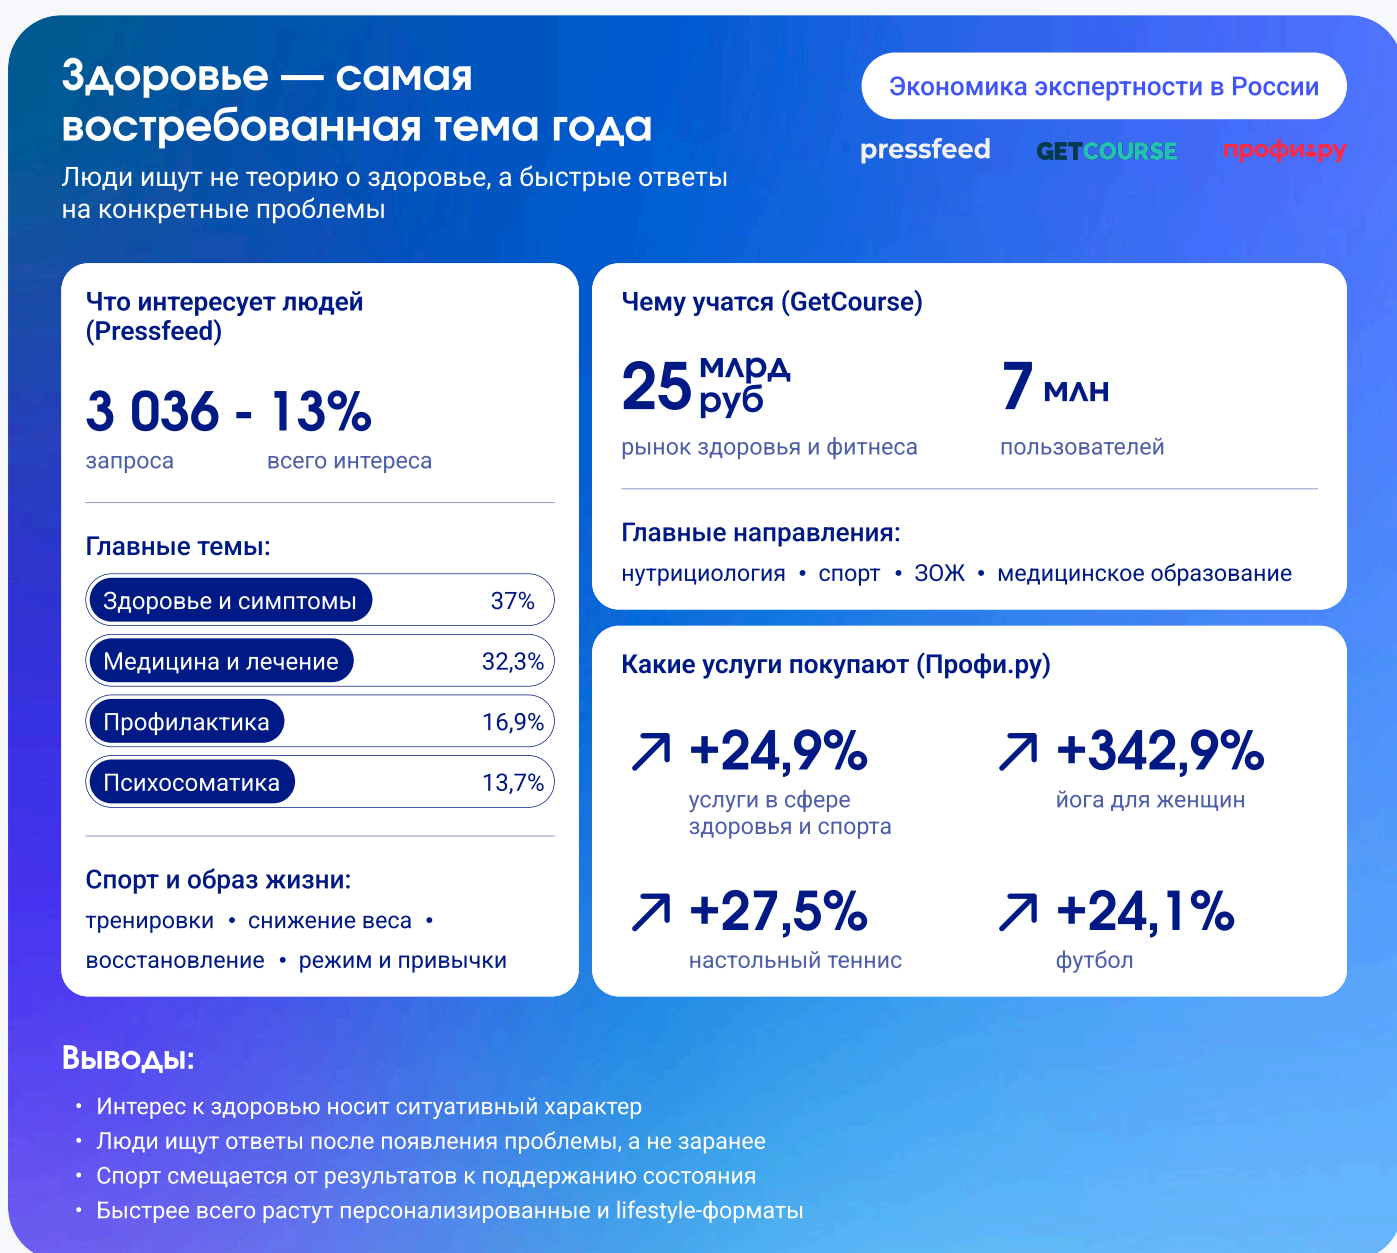 Здоровье — самая
востребованная тема года
Люди ищут не теорию о здоровье, а быстрые ответы
на конкретные проблемы
Экономика экспертности в России
pressfeed GETCOURSE профи.ру
Что интересует людей
(Pressfeed)
3 036 - 13%
запроса всего интереса
Главные темы:
Здоровье и симптомы 37%
Медицина и лечение 32,3%
Профилактика 16,9%
Психосоматика 13,7%
Спорт и образ жизни:
тренировки • снижение веса •
восстановление • режим и привычки
Чему учатся (GetCourse)
25 млрд руб 7 млн
рынок здоровья и фитнеса пользователей
Главные направления:
нутрициология • спорт • ЗОЖ • медицинское образование
Какие услуги покупают (Профи.ру)
+24,9% +342,9%
услуги в сфере йога для женщин
здоровья и спорта
+27,5% +24,1%
настольный теннис футбол
Выводы:
• Интерес к здоровью носит ситуативный характер
• Люди ищут ответы после появления проблемы, а не заранее
• Спорт смещается от результатов к поддержанию состояния
• Быстрее всего растут персонализированные и lifestyle-форматы